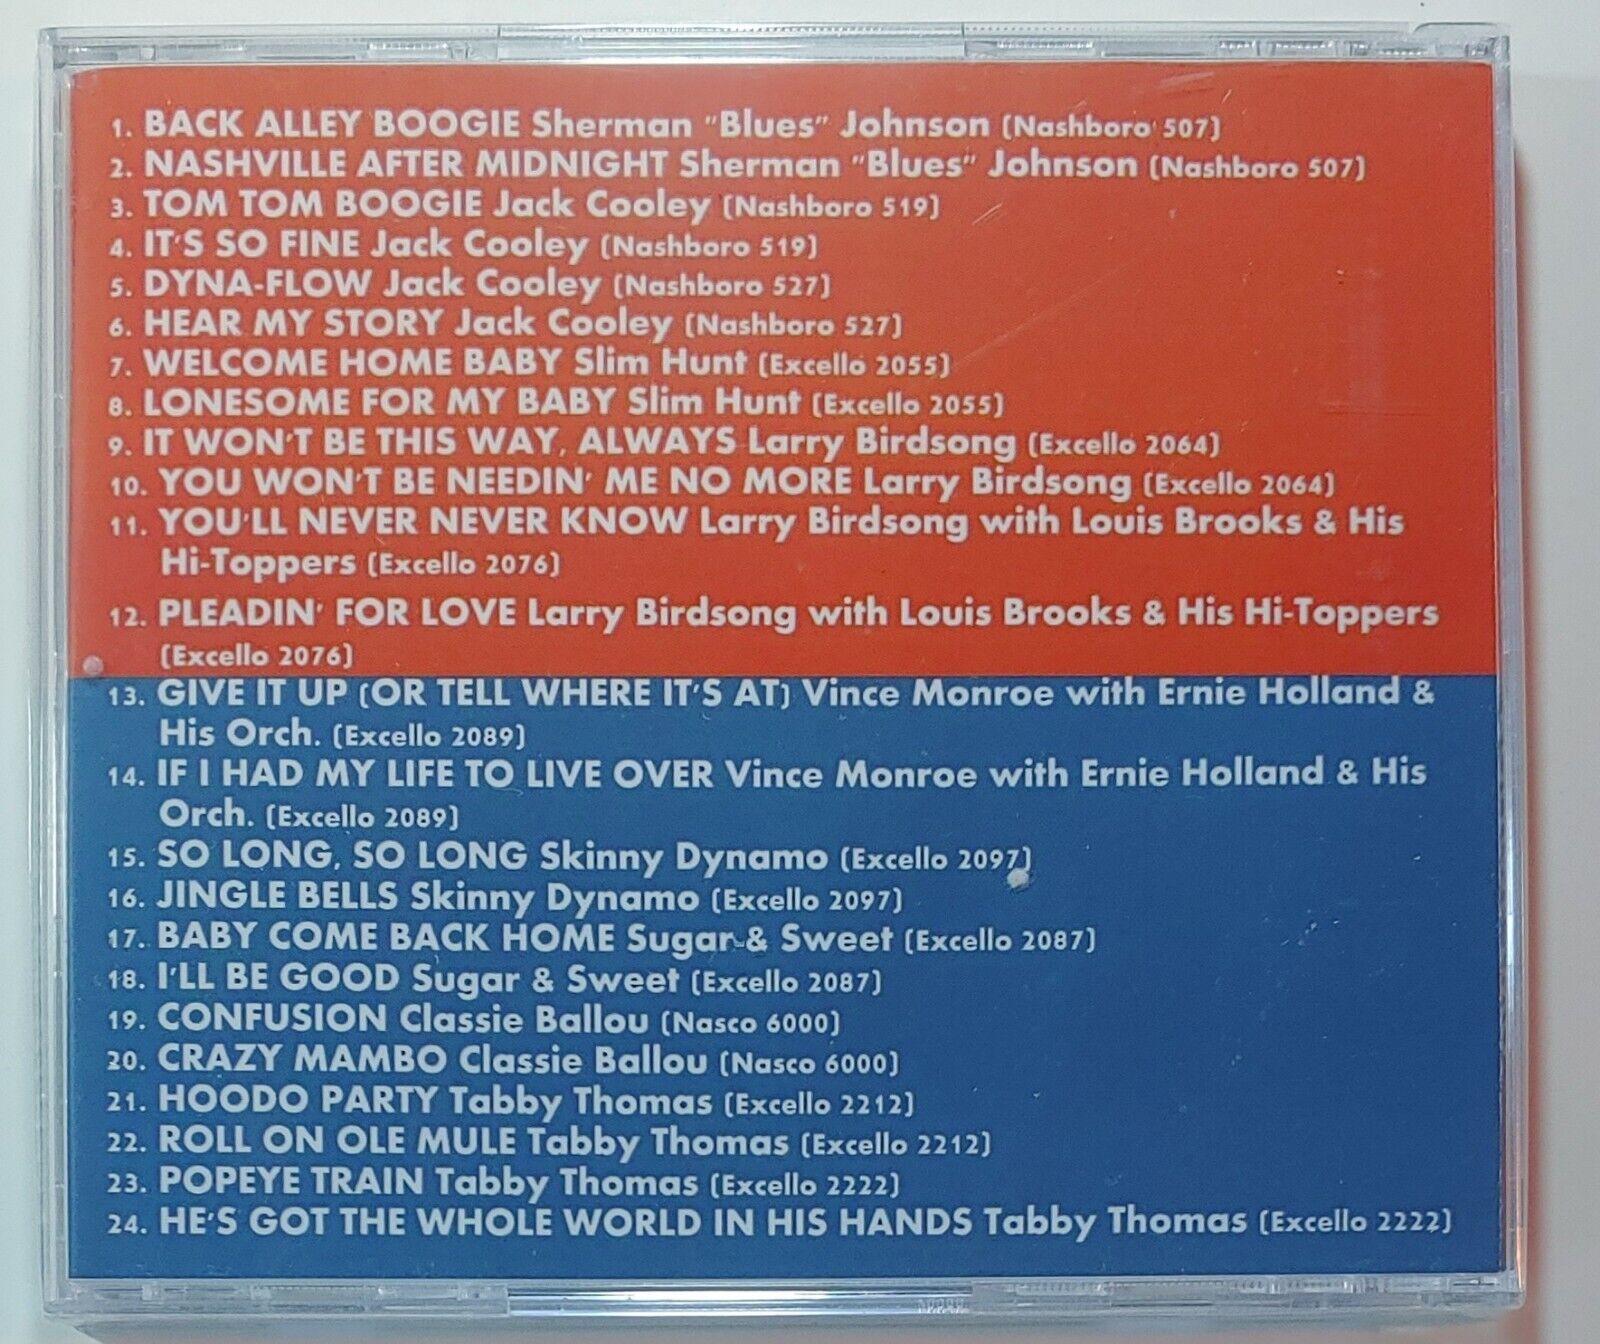 1. BACK ALLEY BOOGIE Sherman "Blues" Johnson (Nashboro 507)
2. NASHVILLE AFTER MIDNIGHT Sherman "Blues" Johnson (Nashboro 507)
3. TOM TOM BOOGIE Jack Cooley (Nashboro 519)
4. IT'S SO FINE Jack Cooley (Nashboro 519)
5. DYNA-FLOW Jack Cooley (Nashboro 527)
6. HEAR MY STORY Jack Cooley (Nashboro 527)
7. WELCOME HOME BABY Slim Hunt (Excello 2055)
8. LONESOME FOR MY BABY Slim Hunt (Excello 2055)
9. IT WON'T BE THIS WAY, ALWAYS Larry Birdsong (Excello 2064)
10. YOU WON'T BE NEEDIN' ME NO MORE Larry Birdsong (Excello 2064)
11. YOU'LL NEVER NEVER KNOW Larry Birdsong with Louis Brooks & His
Hi-Toppers (Excello 2076)
12. PLEADIN' FOR LOVE Larry Birdsong with Louis Brooks & His Hi-Toppers
(Excello 2076)
13. GIVE IT UP (OR TELL WHERE IT'S AT) Vince Monroe with Ernie Holland &
His Orch. (Excello 2089)
14. IF I HAD MY LIFE TO LIVE OVER Vince Monroe with Ernie Holland & His
Orch. (Excello 2089)
15. SO LONG, SO LONG Skinny Dynamo (Excello 2097)
16. JINGLE BELLS Skinny Dynamo (Excello 2097)
17. BABY COME BACK HOME Sugar & Sweet (Excello 2087)
18. I'LL BE GOOD Sugar & Sweet (Excello 2087)
19. CONFUSION Classie Ballou (Nasco 6000)
20. CRAZY MAMBO Classie Ballou (Nasco 6000)
21. HOODO PARTY Tabby Thomas (Excello 2212)
22. ROLL ON OLE MULE Tabby Thomas (Excello 2212)
23. POPEYE TRAIN Tabby Thomas (Excello 2222)
24. HE'S GOT THE WHOLE WORLD IN HIS HANDS Tabby Thomas (Excello 2222)